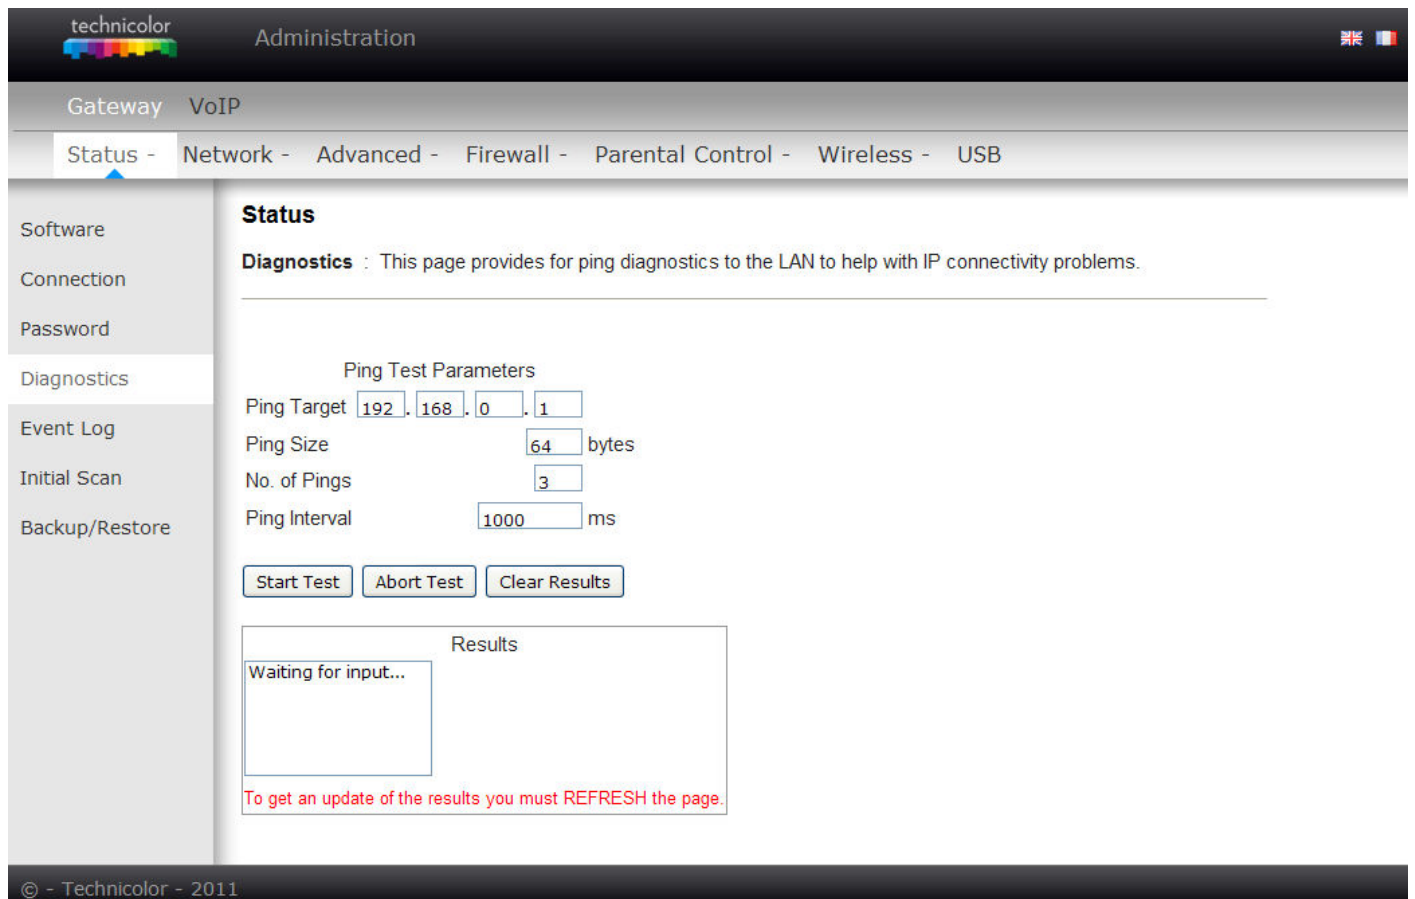 technicolor
Administration
Gateway VoIP
Status - Network - Advanced - Firewall - Parental Control - Wireless - USB
Software
Connection
Password
Diagnostics
Event Log
Initial Scan
Backup/Restore
Status
Diagnostics : This page provides for ping diagnostics to the LAN to help with IP connectivity problems.
Ping Test Parameters
Ping Target 192 . 168 . 0 . 1
Ping Size 64 bytes
No. of Pings 3
Ping Interval 1000 ms
Start Test Abort Test Clear Results
Results
Waiting for input...
To get an update of the results you must REFRESH the page.
© - Technicolor - 2011